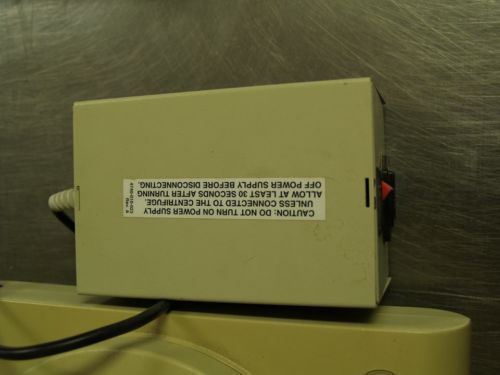 CAUTION: DO NOT TURN ON POWER SUPPLY
UNLESS CONNECTED TO THE CENTRIFUGE.
ALLOW AT LEAST 30 SECONDS AFTER TURNING
OFF POWER SUPPLY BEFORE DISCONNECTING.
Rev. A